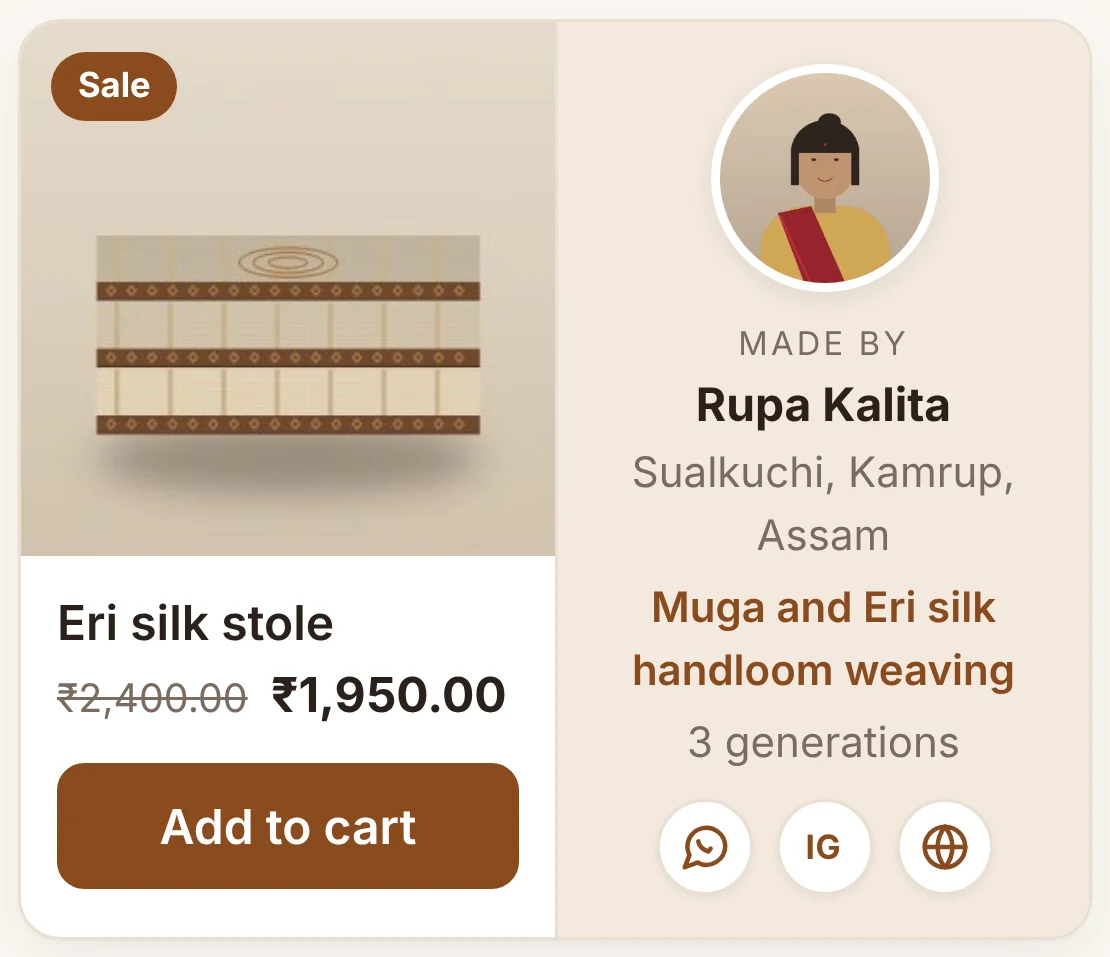 Sale
Eri silk stole
₹2,400.00 ₹1,950.00
Add to cart
MADE BY
Rupa Kalita
Sualkuchi, Kamrup,
Assam
Muga and Eri silk
handloom weaving
3 generations
IG